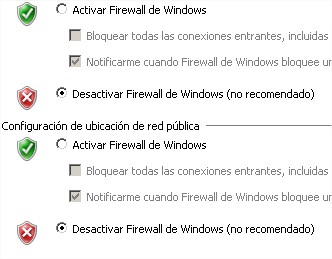 Activar Firewall de Windows
Bloquear todas las conexiones entrantes, incluidas
Notificarme cuando Firewall de Windows bloquee
Desactivar Firewall de Windows (no recomendado)
Configuración de ubicación de red pública
Activar Firewall de Windows
Bloquear todas las conexiones entrantes, incluidas
Notificarme cuando Firewall de Windows bloquee
Desactivar Firewall de Windows (no recomendado)